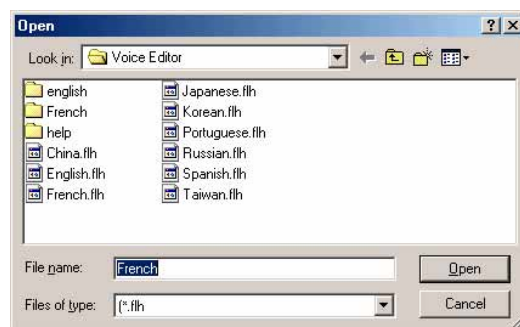 Open
Look in: Voice Editor
english
French
help
China.flh
English.flh
French.flh
Japanese.flh
Korean.flh
Portuguese.flh
Russian.flh
Spanish.flh
Taiwan.flh
File name: French Open
Files of type: (*.flh Cancel